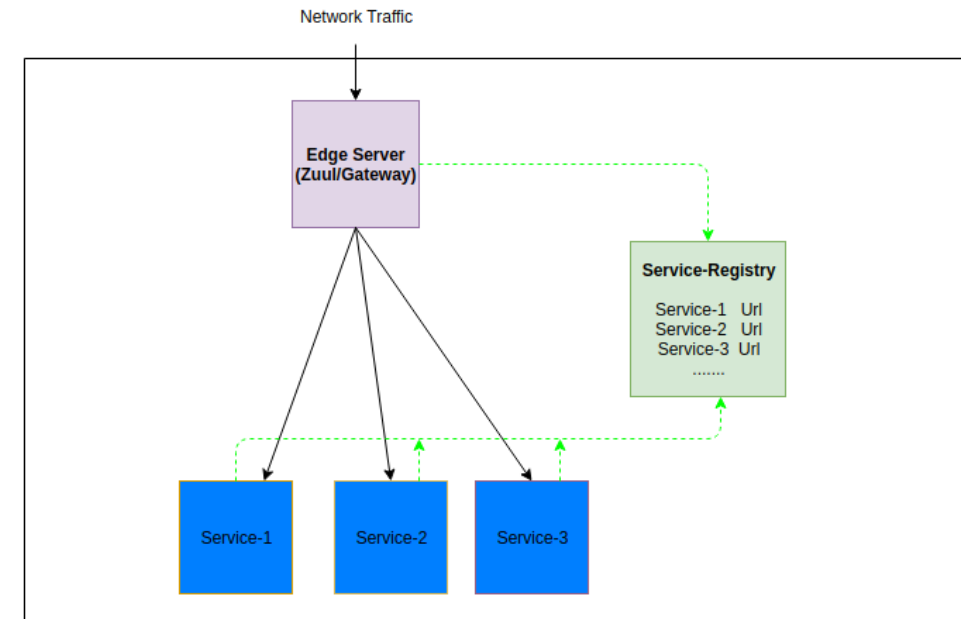 Network Traffic
Edge Server
(Zuul/Gateway)
Service-Registry
Service-1 Url
Service-2 Url
Service-3 Url
.......
Service-1
Service-2
Service-3